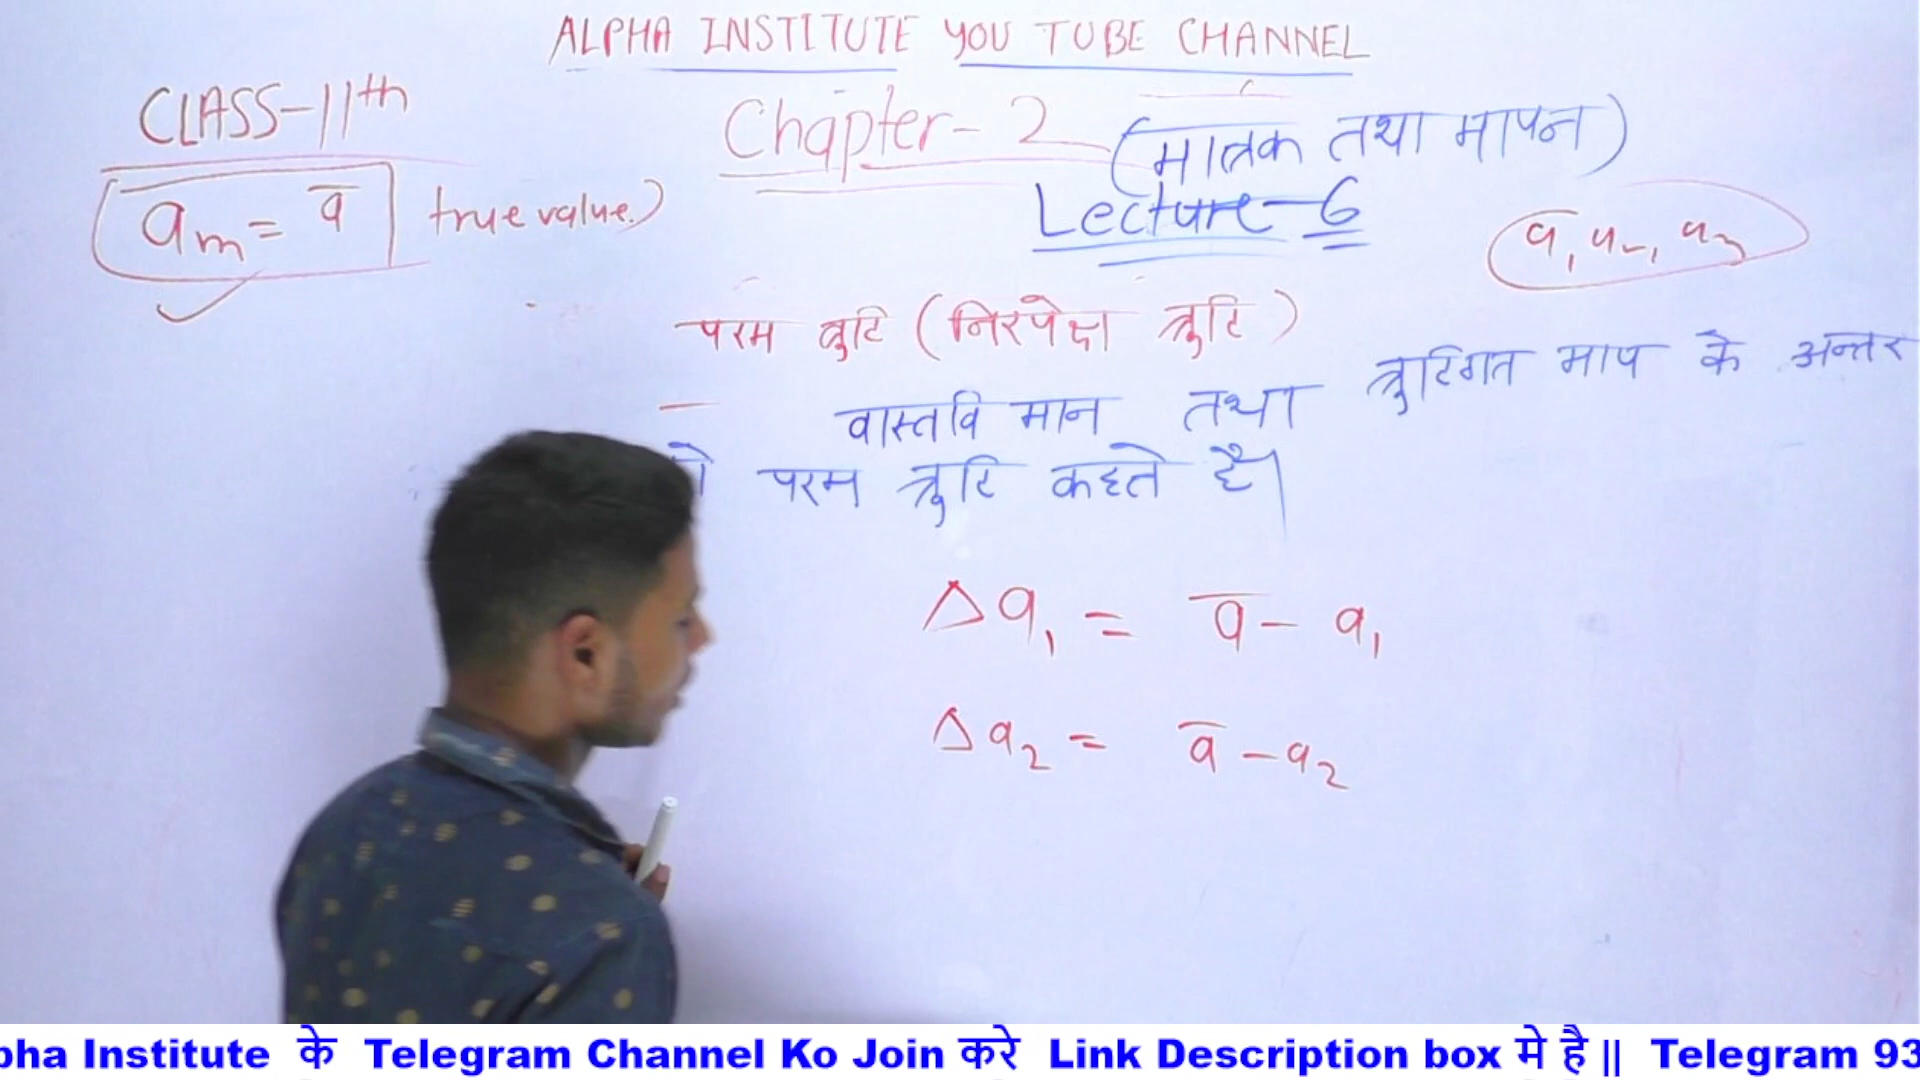 ALPHA INSTITUTE YOU TUBE CHANNEL
CLASS-11th
Chapter-2 (मात्रक तथा मापन)
Lecture-6
am = a̅ true value.)
a₁, a₂, a₃
परम त्रुटि (निरपेक्ष त्रुटि)
वास्तवि मान तथा त्रुटिगत माप के अन्तर
परम त्रुटि कहते है।
Δa₁ = a̅ - a₁
Δa₂ = a̅ - a₂
pha Institute के Telegram Channel Ko Join करे Link Description box मे है || Telegram 93